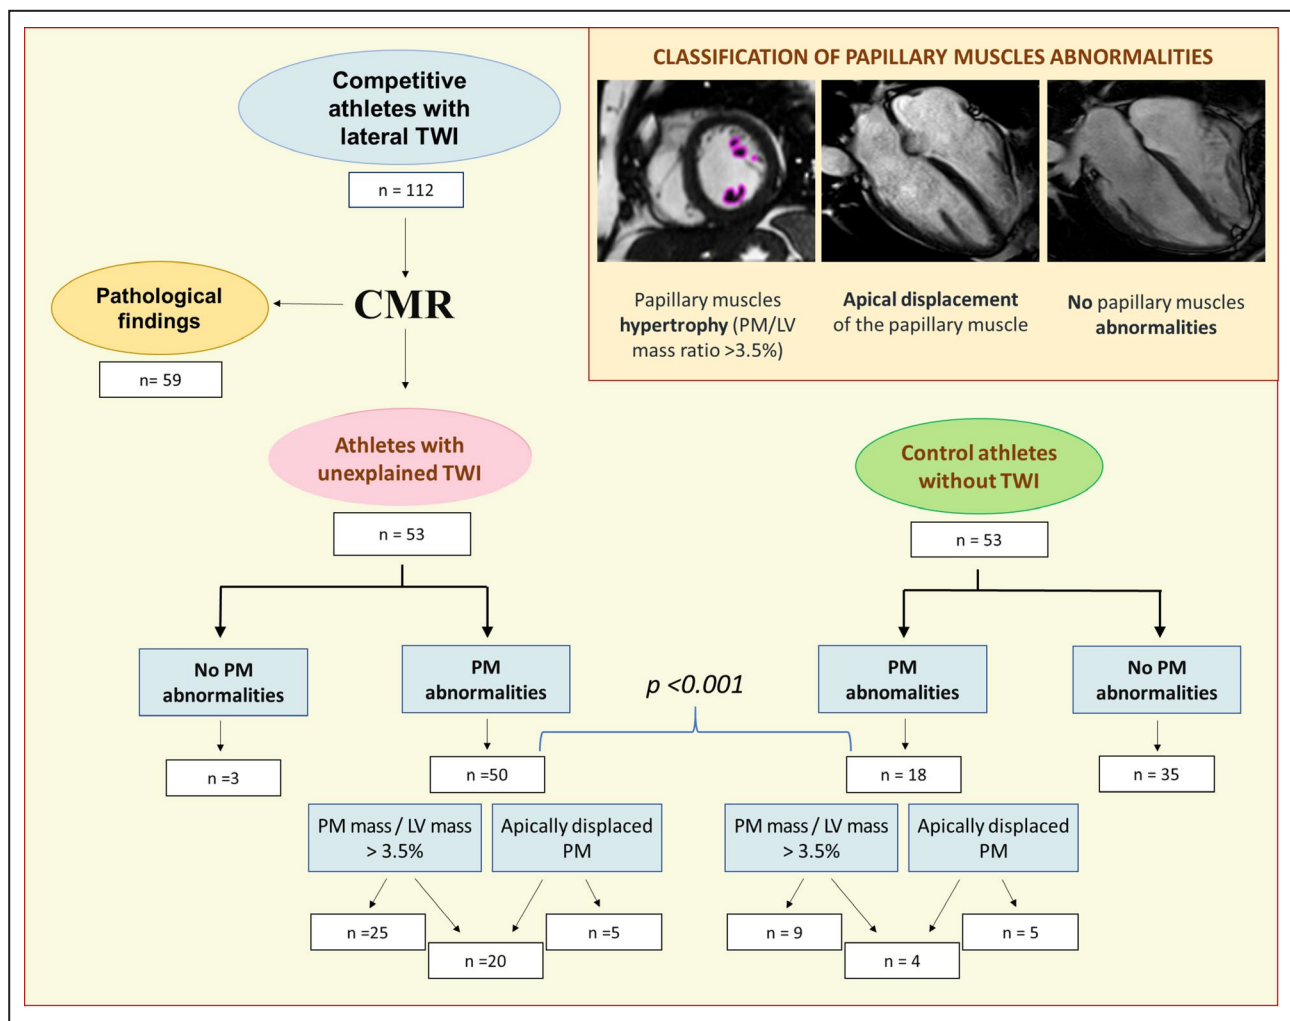 Competitive
athletes with
lateral TWI
n = 112
CMR
Pathological
findings
n= 59
CLASSIFICATION OF PAPILLARY MUSCLES ABNORMALITIES
Papillary muscles
hypertrophy (PM/LV
mass ratio >3.5%)
Apical displacement
of the papillary muscle
No papillary muscles
abnormalities
Athletes with
unexplained TWI
n = 53
Control athletes
without TWI
n = 53
No PM
abnormalities
PM
abnormalities
p <0.001
PM
abnomalities
No PM
abnormalities
n =3
n =50
n = 18
n = 35
PM mass / LV mass
> 3.5%
Apically displaced
PM
PM mass / LV mass
> 3.5%
Apically displaced
PM
n =25
n =20
n =5
n = 9
n = 4
n = 5